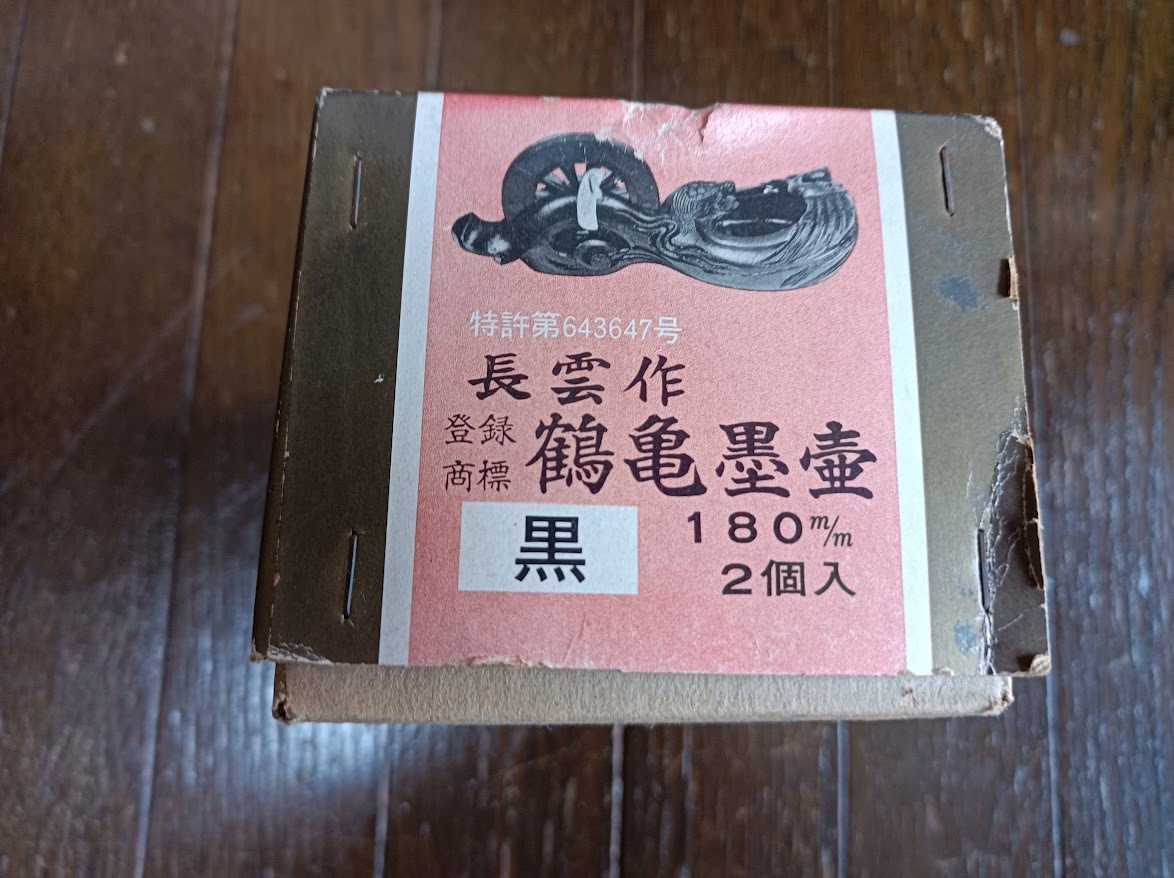 特許第643647号
長雲作
登録商標 鶴亀墨壷
黒
180m/m
2個入